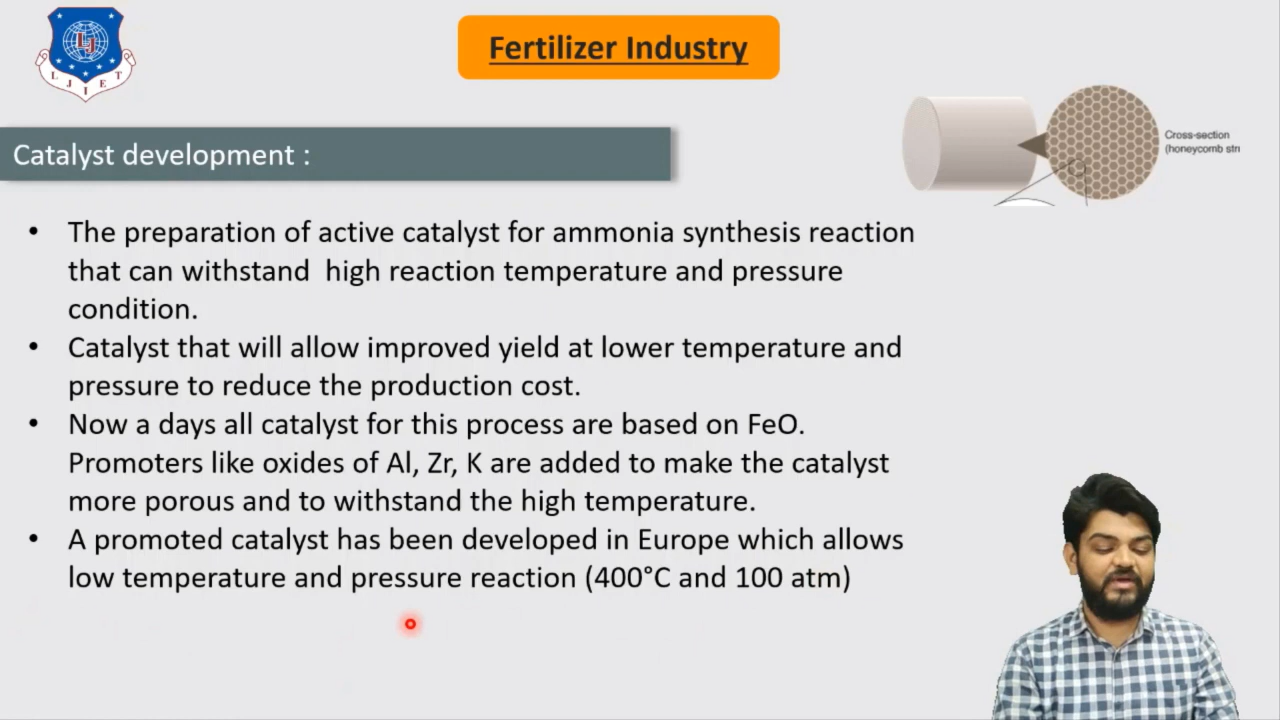 L J I E T
Fertilizer Industry
Cross-section
(honeycomb str
Catalyst development :
• The preparation of active catalyst for ammonia synthesis reaction
that can withstand high reaction temperature and pressure
condition.
• Catalyst that will allow improved yield at lower temperature and
pressure to reduce the production cost.
• Now a days all catalyst for this process are based on FeO.
Promoters like oxides of Al, Zr, K are added to make the catalyst
more porous and to withstand the high temperature.
• A promoted catalyst has been developed in Europe which allows
low temperature and pressure reaction (400°C and 100 atm)